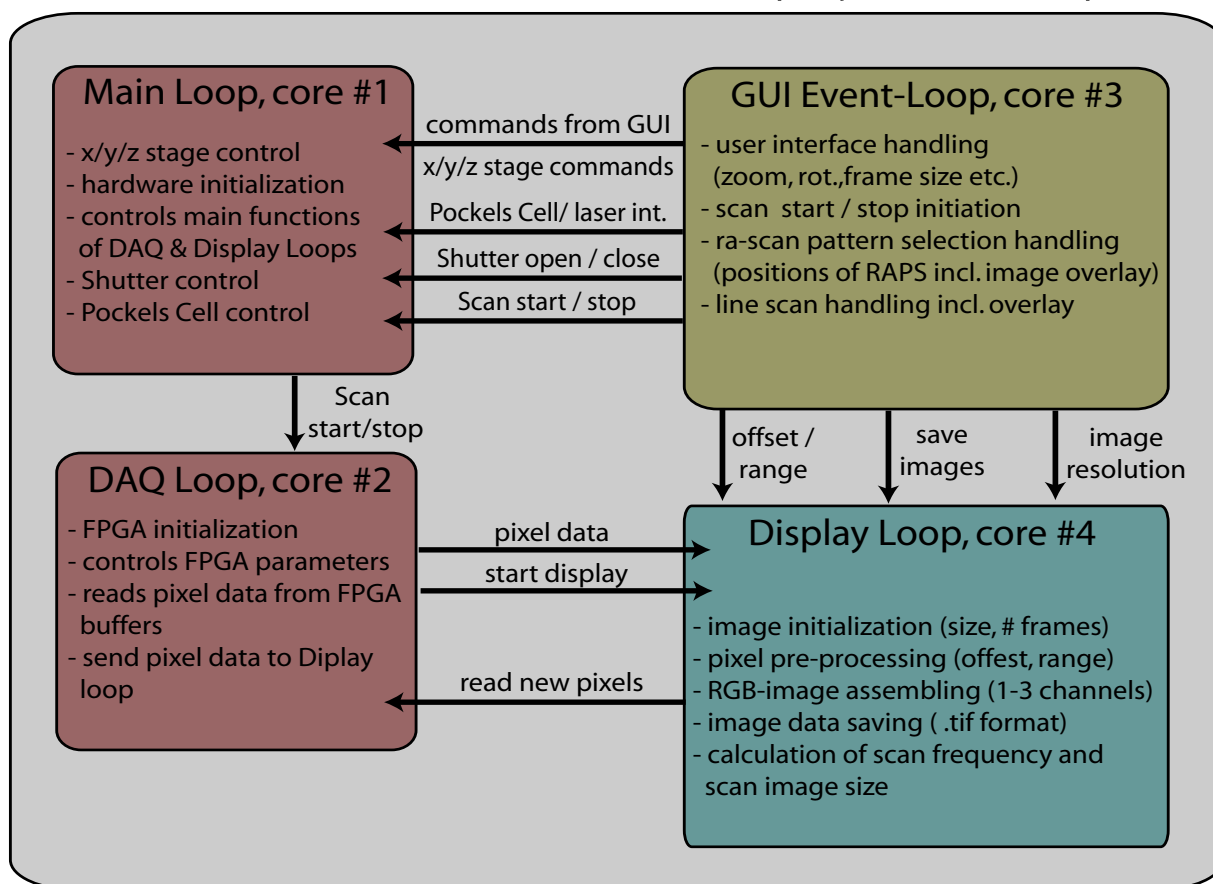 Main Loop, core #1
- x/y/z stage control
- hardware initialization
- controls main functions
of DAQ & Display Loops
- Shutter control
- Pockels Cell control
commands from GUI
x/y/z stage commands
Pockels Cell/ laser int.
Shutter open / close
Scan start / stop
GUI Event-Loop, core #3
- user interface handling
(zoom, rot.,frame size etc.)
- scan start / stop initiation
- ra-scan pattern selection handling
(positions of RAPS incl. image overlay)
- line scan handling incl. overlay
Scan
start/stop
offset /
range
save
images
image
resolution
DAQ Loop, core #2
- FPGA initialization
- controls FPGA parameters
- reads pixel data from FPGA
buffers
- send pixel data to Diplay
loop
pixel data
start display
read new pixels
Display Loop, core #4
- image initialization (size, # frames)
- pixel pre-processing (offest, range)
- RGB-image assembling (1-3 channels)
- image data saving ( .tif format)
- calculation of scan frequency and
scan image size